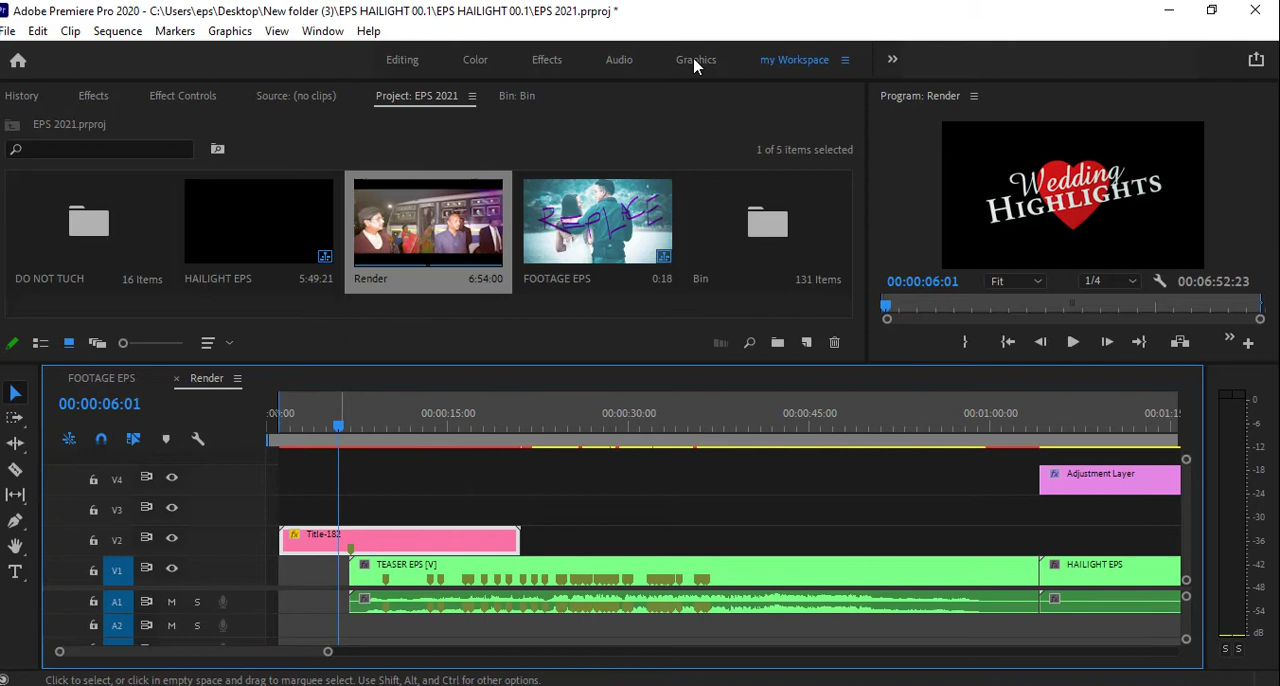 Adobe Premiere Pro 2020 - C:\Users\eps\Desktop\New folder (3)\EPS HAILIGHT 00.1\EPS HAILIGHT 00.1\EPS 2021.prproj *
File Edit Clip Sequence Markers Graphics View Window Help
Editing Color Effects Audio Graphics my Workspace
History Effects Effect Controls Source: (no clips) Project: EPS 2021 Bin: Bin Program: Render
EPS 2021.prproj
1 of 5 items selected
Wedding
HIGHLIGHTS
REPLACE
DO NOT TUCH 16 Items HAILIGHT EPS 5:49:21 Render 6:54:00 FOOTAGE EPS 0:18 Bin 131 Items
00:00:06:01 Fit 1/4 00:06:52:23
FOOTAGE EPS × Render
00:00:06:01
:00:00 00:00:15:00 00:00:30:00 00:00:45:00 00:01:00:00 00:01:1
V4 Adjustment Layer
V3
V2 Title-182
V1 TEASER EPS [V] HAILIGHT EPS
A1 M S
A2 M S
0
-6
-12
-18
-24
-30
-36
-42
-48
-54
dB
S S
Click to select, or click in empty space and drag to marquee select. Use Shift, Alt, and Ctrl for other options.